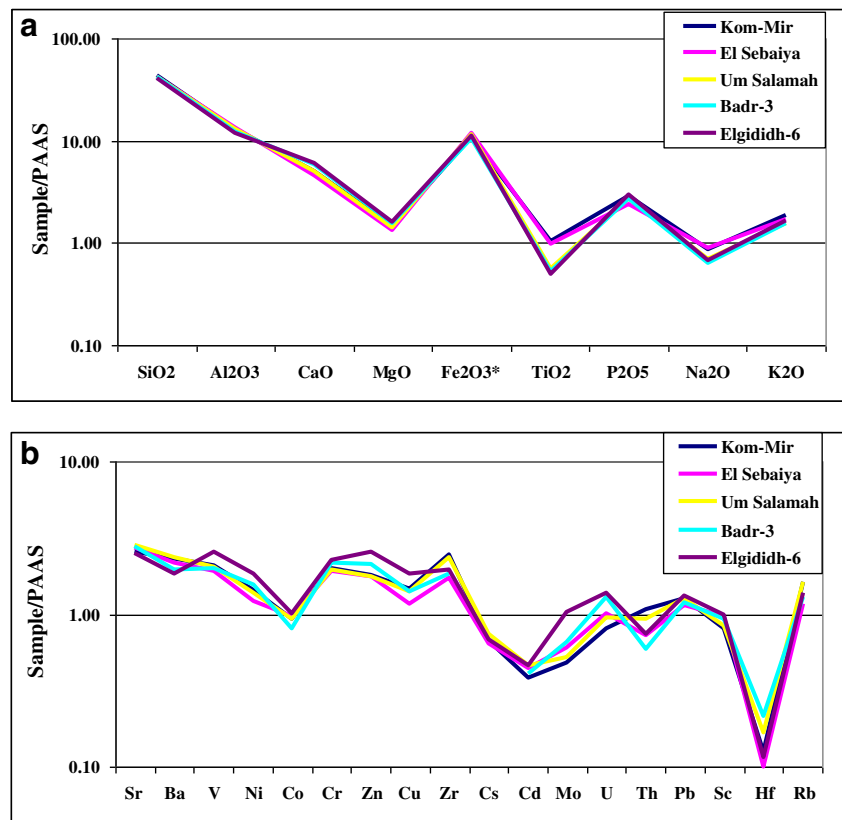 a
100.00
10.00
1.00
0.10
Sample/PAAS
Kom-Mir
El Sebaiya
Um Salamah
Badr-3
Elgididh-6
SiO2 Al2O3 CaO MgO Fe2O3* TiO2 P2O5 Na2O K2O
b
10.00
1.00
0.10
Sample/PAAS
Kom-Mir
El Sebaiya
Um Salamah
Badr-3
Elgididh-6
Sr Ba V Ni Co Cr Zn Cu Zr Cs Cd Mo U Th Pb Sc Hf Rb